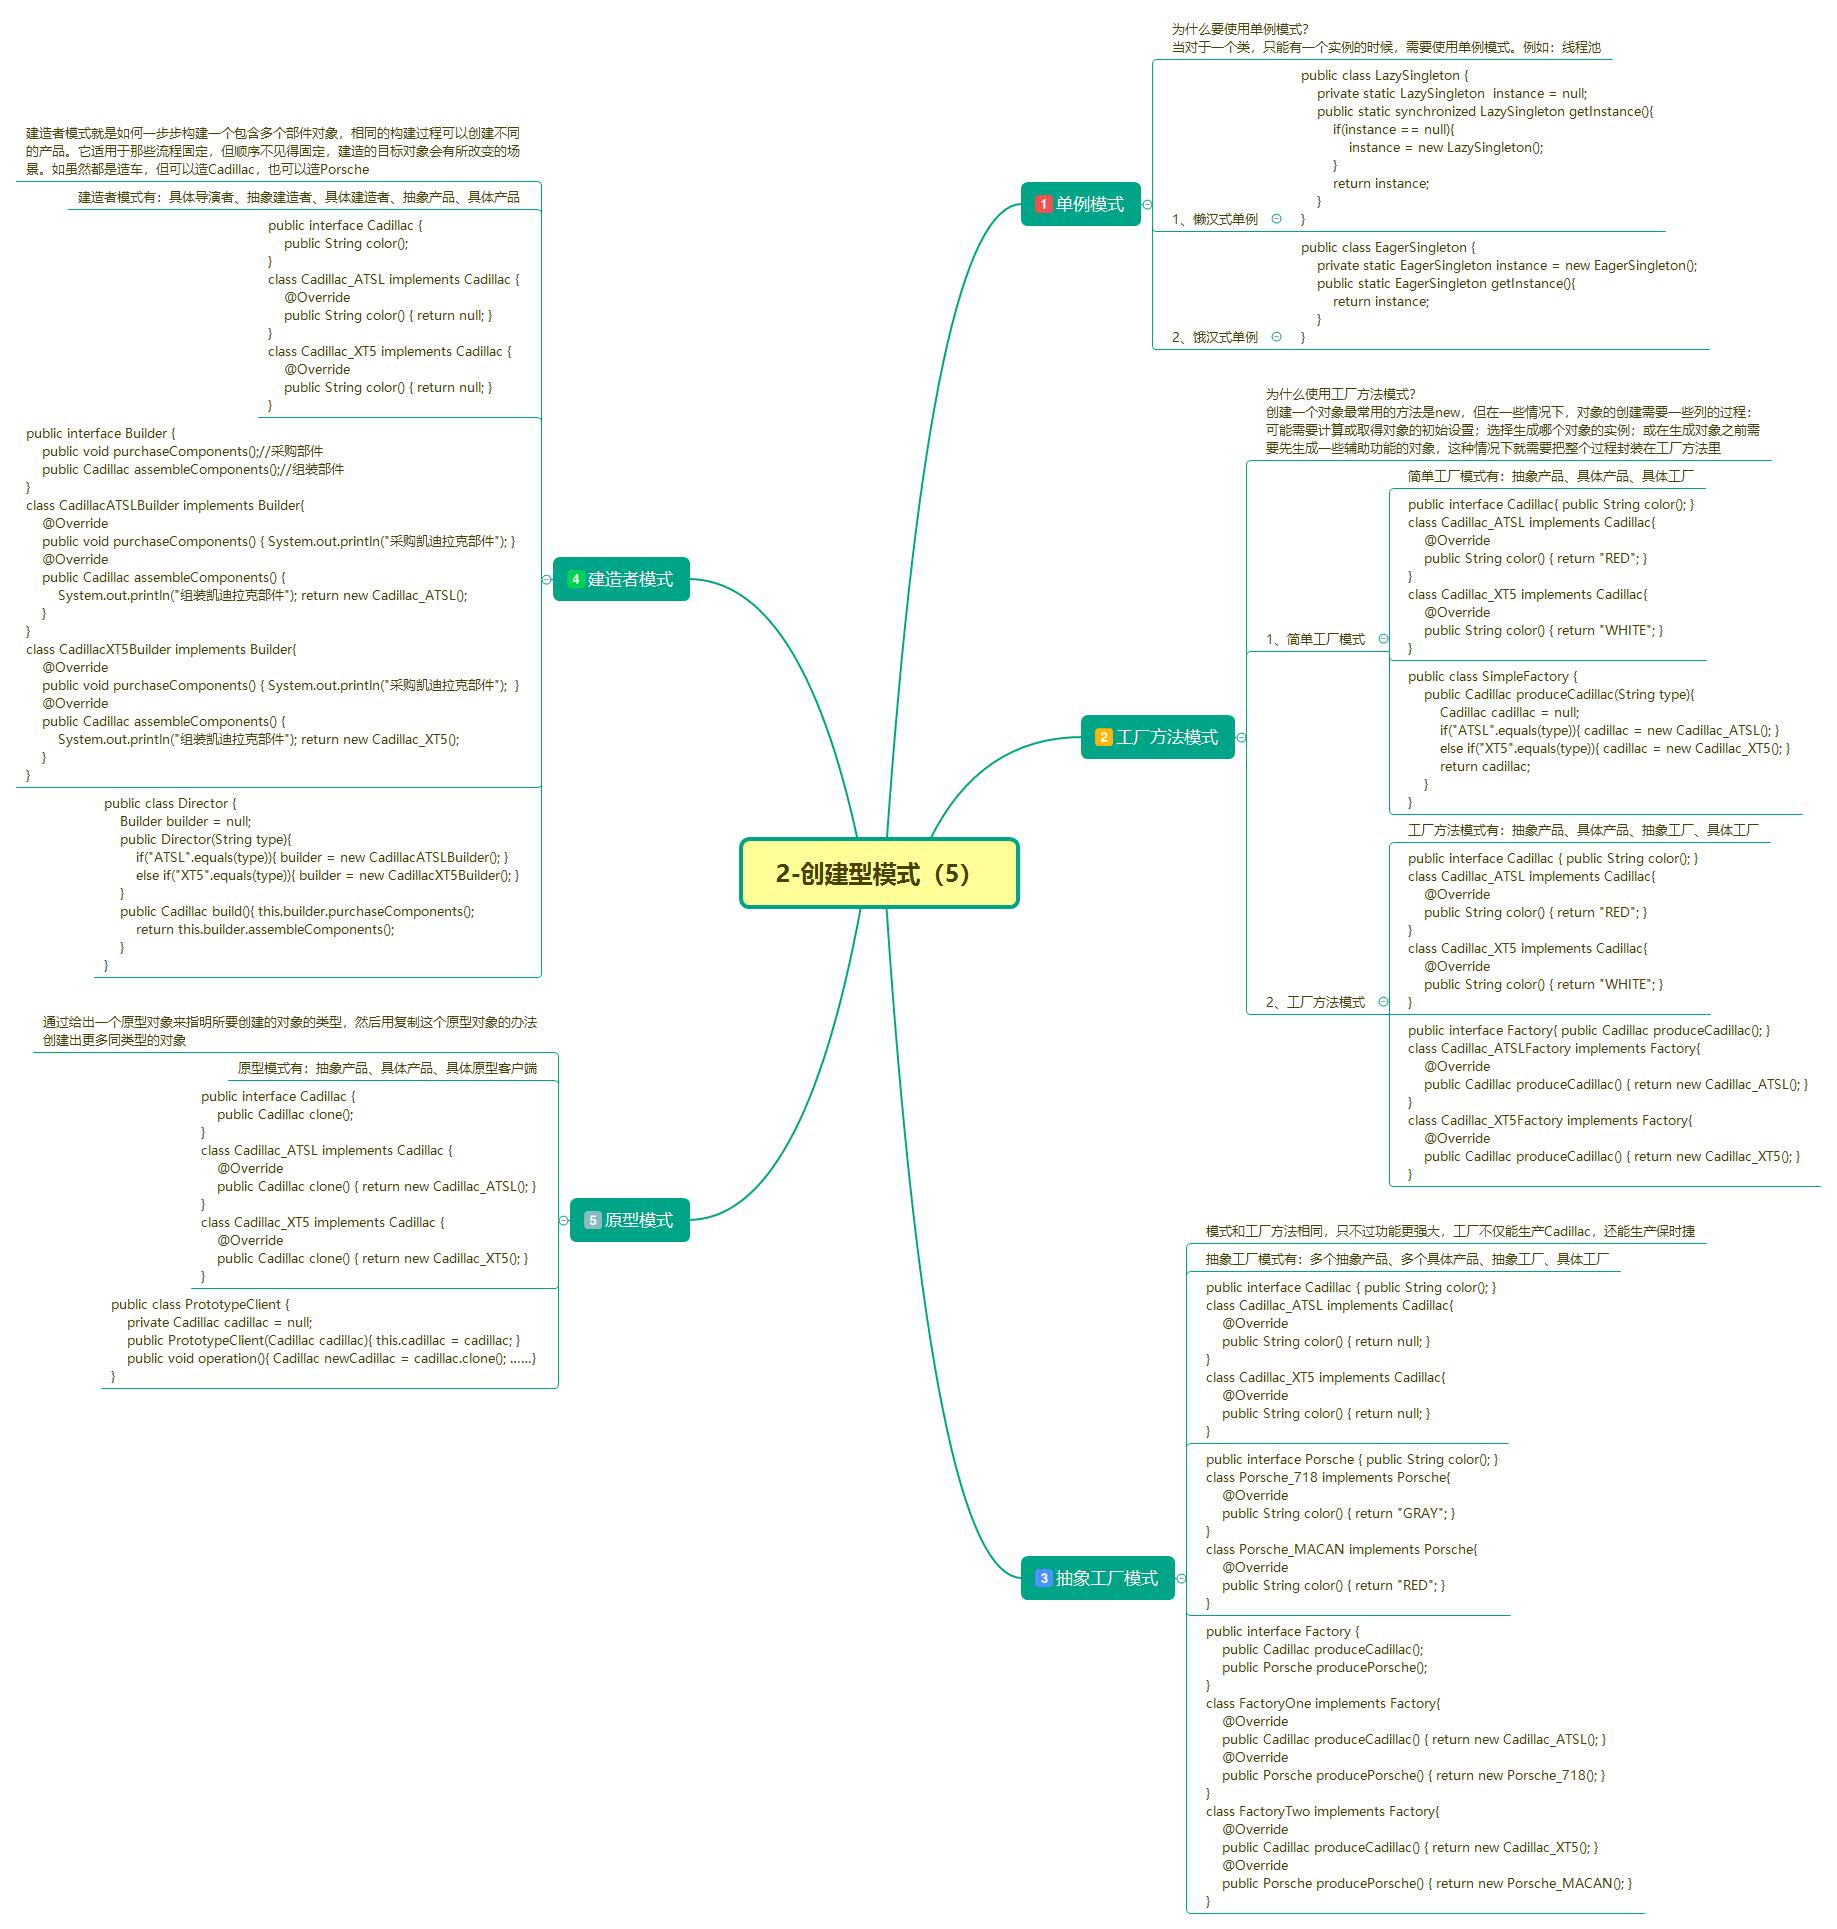 2-创建型模式（5）
1 单例模式
为什么要使用单例模式？
当对于一个类，只能有一个实例的时候，需要使用单例模式。例如：线程池
1、懒汉式单例
public class LazySingleton {
private static LazySingleton  instance = null;
public static synchronized LazySingleton getInstance(){
if(instance == null){
instance = new LazySingleton();
}
return instance;
}
}
2、饿汉式单例
public class EagerSingleton {
private static EagerSingleton instance = new EagerSingleton();
public static EagerSingleton getInstance(){
return instance;
}
}
2 工厂方法模式
为什么使用工厂方法模式？
创建一个对象最常用的方法是new，但在一些情况下，对象的创建需要一些列的过程：
可能需要计算或取得对象的初始设置；选择生成哪个对象的实例；或在生成对象之前需
要先生成一些辅助功能的对象，这种情况下就需要把整个过程封装在工厂方法里
1、简单工厂模式
简单工厂模式有：抽象产品、具体产品、具体工厂
public interface Cadillac{ public String color(); }
class Cadillac_ATSL implements Cadillac{
@Override
public String color() { return "RED"; }
}
class Cadillac_XT5 implements Cadillac{
@Override
public String color() { return "WHITE"; }
}
public class SimpleFactory {
public Cadillac produceCadillac(String type){
Cadillac cadillac = null;
if("ATSL".equals(type)){ cadillac = new Cadillac_ATSL(); }
else if("XT5".equals(type)){ cadillac = new Cadillac_XT5(); }
return cadillac;
}
}
2、工厂方法模式
工厂方法模式有：抽象产品、具体产品、抽象工厂、具体工厂
public interface Cadillac { public String color(); }
class Cadillac_ATSL implements Cadillac{
@Override
public String color() { return "RED"; }
}
class Cadillac_XT5 implements Cadillac{
@Override
public String color() { return "WHITE"; }
}
public interface Factory{ public Cadillac produceCadillac(); }
class Cadillac_ATSLFactory implements Factory{
@Override
public Cadillac produceCadillac() { return new Cadillac_ATSL(); }
}
class Cadillac_XT5Factory implements Factory{
@Override
public Cadillac produceCadillac() { return new Cadillac_XT5(); }
}
3 抽象工厂模式
模式和工厂方法相同，只不过功能更强大，工厂不仅能生产Cadillac，还能生产保时捷
抽象工厂模式有：多个抽象产品、多个具体产品、抽象工厂、具体工厂
public interface Cadillac { public String color(); }
class Cadillac_ATSL implements Cadillac{
@Override
public String color() { return null; }
}
class Cadillac_XT5 implements Cadillac{
@Override
public String color() { return null; }
}
public interface Porsche { public String color(); }
class Porsche_718 implements Porsche{
@Override
public String color() { return "GRAY"; }
}
class Porsche_MACAN implements Porsche{
@Override
public String color() { return "RED"; }
}
public interface Factory {
public Cadillac produceCadillac();
public Porsche producePorsche();
}
class FactoryOne implements Factory{
@Override
public Cadillac produceCadillac() { return new Cadillac_ATSL(); }
@Override
public Porsche producePorsche() { return new Porsche_718(); }
}
class FactoryTwo implements Factory{
@Override
public Cadillac produceCadillac() { return new Cadillac_XT5(); }
@Override
public Porsche producePorsche() { return new Porsche_MACAN(); }
}
4 建造者模式
建造者模式就是如何一步步构建一个包含多个部件对象，相同的构建过程可以创建不同
的产品。它适用于那些流程固定，但顺序不见得固定，建造的目标对象会有所改变的场
景。如虽然都是造车，但可以造Cadillac，也可以造Porsche
建造者模式有：具体导演者、抽象建造者、具体建造者、抽象产品、具体产品
public interface Cadillac {
public String color();
}
class Cadillac_ATSL implements Cadillac {
@Override
public String color() { return null; }
}
class Cadillac_XT5 implements Cadillac {
@Override
public String color() { return null; }
}
public interface Builder {
public void purchaseComponents();//采购部件
public Cadillac assembleComponents();//组装部件
}
class CadillacATSLBuilder implements Builder{
@Override
public void purchaseComponents() { System.out.println("采购凯迪拉克部件"); }
@Override
public Cadillac assembleComponents() {
System.out.println("组装凯迪拉克部件"); return new Cadillac_ATSL();
}
}
class CadillacXT5Builder implements Builder{
@Override
public void purchaseComponents() { System.out.println("采购凯迪拉克部件");  }
@Override
public Cadillac assembleComponents() {
System.out.println("组装凯迪拉克部件"); return new Cadillac_XT5();
}
}
public class Director {
Builder builder = null;
public Director(String type){
if("ATSL".equals(type)){ builder = new CadillacATSLBuilder(); }
else if("XT5".equals(type)){ builder = new CadillacXT5Builder(); }
}
public Cadillac build(){ this.builder.purchaseComponents();
return this.builder.assembleComponents();
}
}
5 原型模式
通过给出一个原型对象来指明所要创建的对象的类型，然后用复制这个原型对象的办法
创建出更多同类型的对象
原型模式有：抽象产品、具体产品、具体原型客户端
public interface Cadillac {
public Cadillac clone();
}
class Cadillac_ATSL implements Cadillac {
@Override
public Cadillac clone() { return new Cadillac_ATSL(); }
}
class Cadillac_XT5 implements Cadillac {
@Override
public Cadillac clone() { return new Cadillac_XT5(); }
}
public class PrototypeClient {
private Cadillac cadillac = null;
public PrototypeClient(Cadillac cadillac){ this.cadillac = cadillac; }
public void operation(){ Cadillac newCadillac = cadillac.clone(); ……}
}